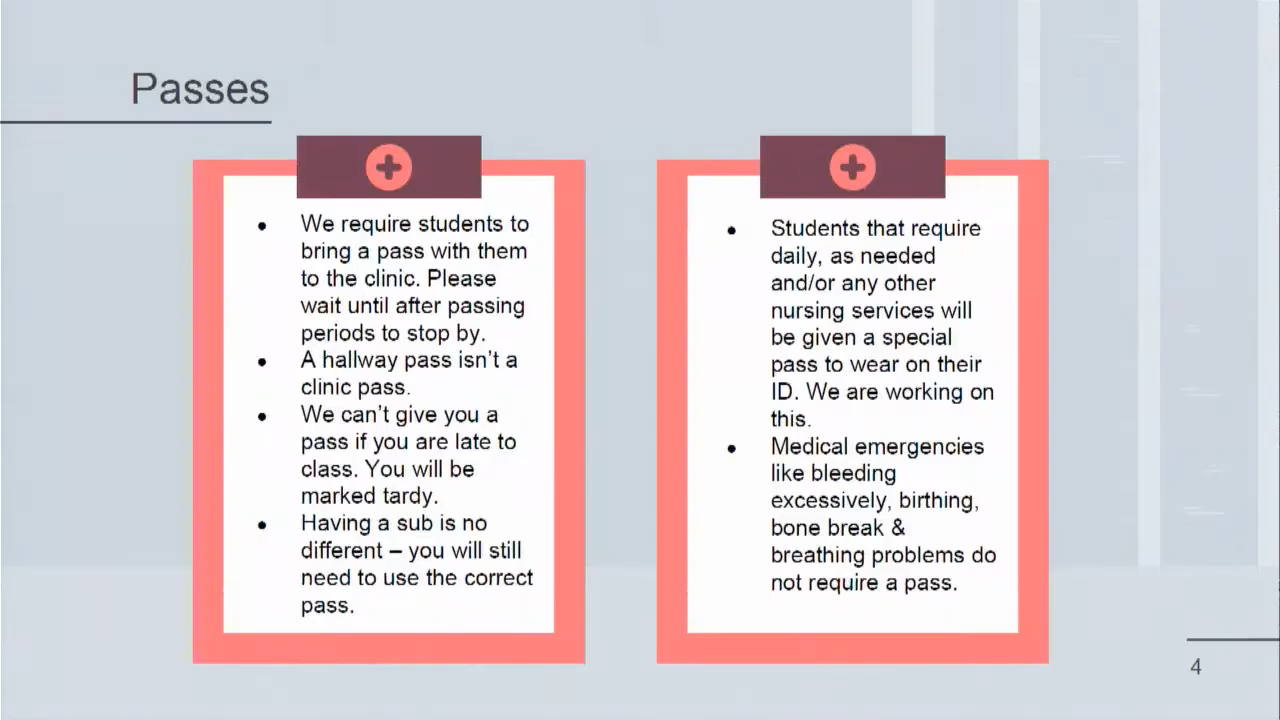 Passes
● We require students to
bring a pass with them
to the clinic. Please
wait until after passing
periods to stop by.
● A hallway pass isn't a
clinic pass.
● We can't give you a
pass if you are late to
class. You will be
marked tardy.
● Having a sub is no
different – you will still
need to use the correct
pass.
● Students that require
daily, as needed
and/or any other
nursing services will
be given a special
pass to wear on their
ID. We are working on
this.
● Medical emergencies
like bleeding
excessively, birthing,
bone break &
breathing problems do
not require a pass.
4